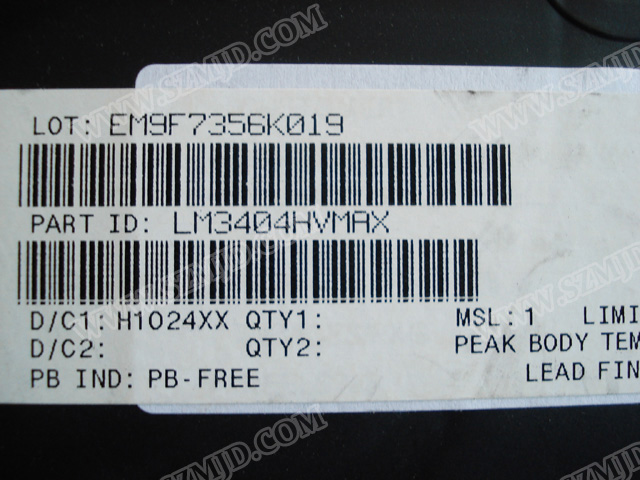 LOT: EM9F7356K019
PART ID: LM3404HVMAX
D/C1: H1024XX QTY1: MSL: 1 LIMI
D/C2: QTY2: PEAK BODY TEM
PB IND: PB-FREE LEAD FIN
WWW.SZMJD.COM